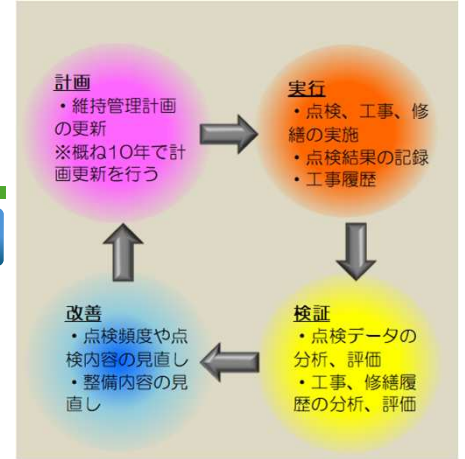 計画
・維持管理計画
の更新
※概ね10年で計
画更新を行う
実行
・点検、工事、修
繕の実施
・点検結果の記録
・工事履歴
検証
・点検データの
分析、評価
・工事、修繕履
歴の分析、評価
改善
・点検頻度や点
検内容の見直し
・整備内容の見
直し